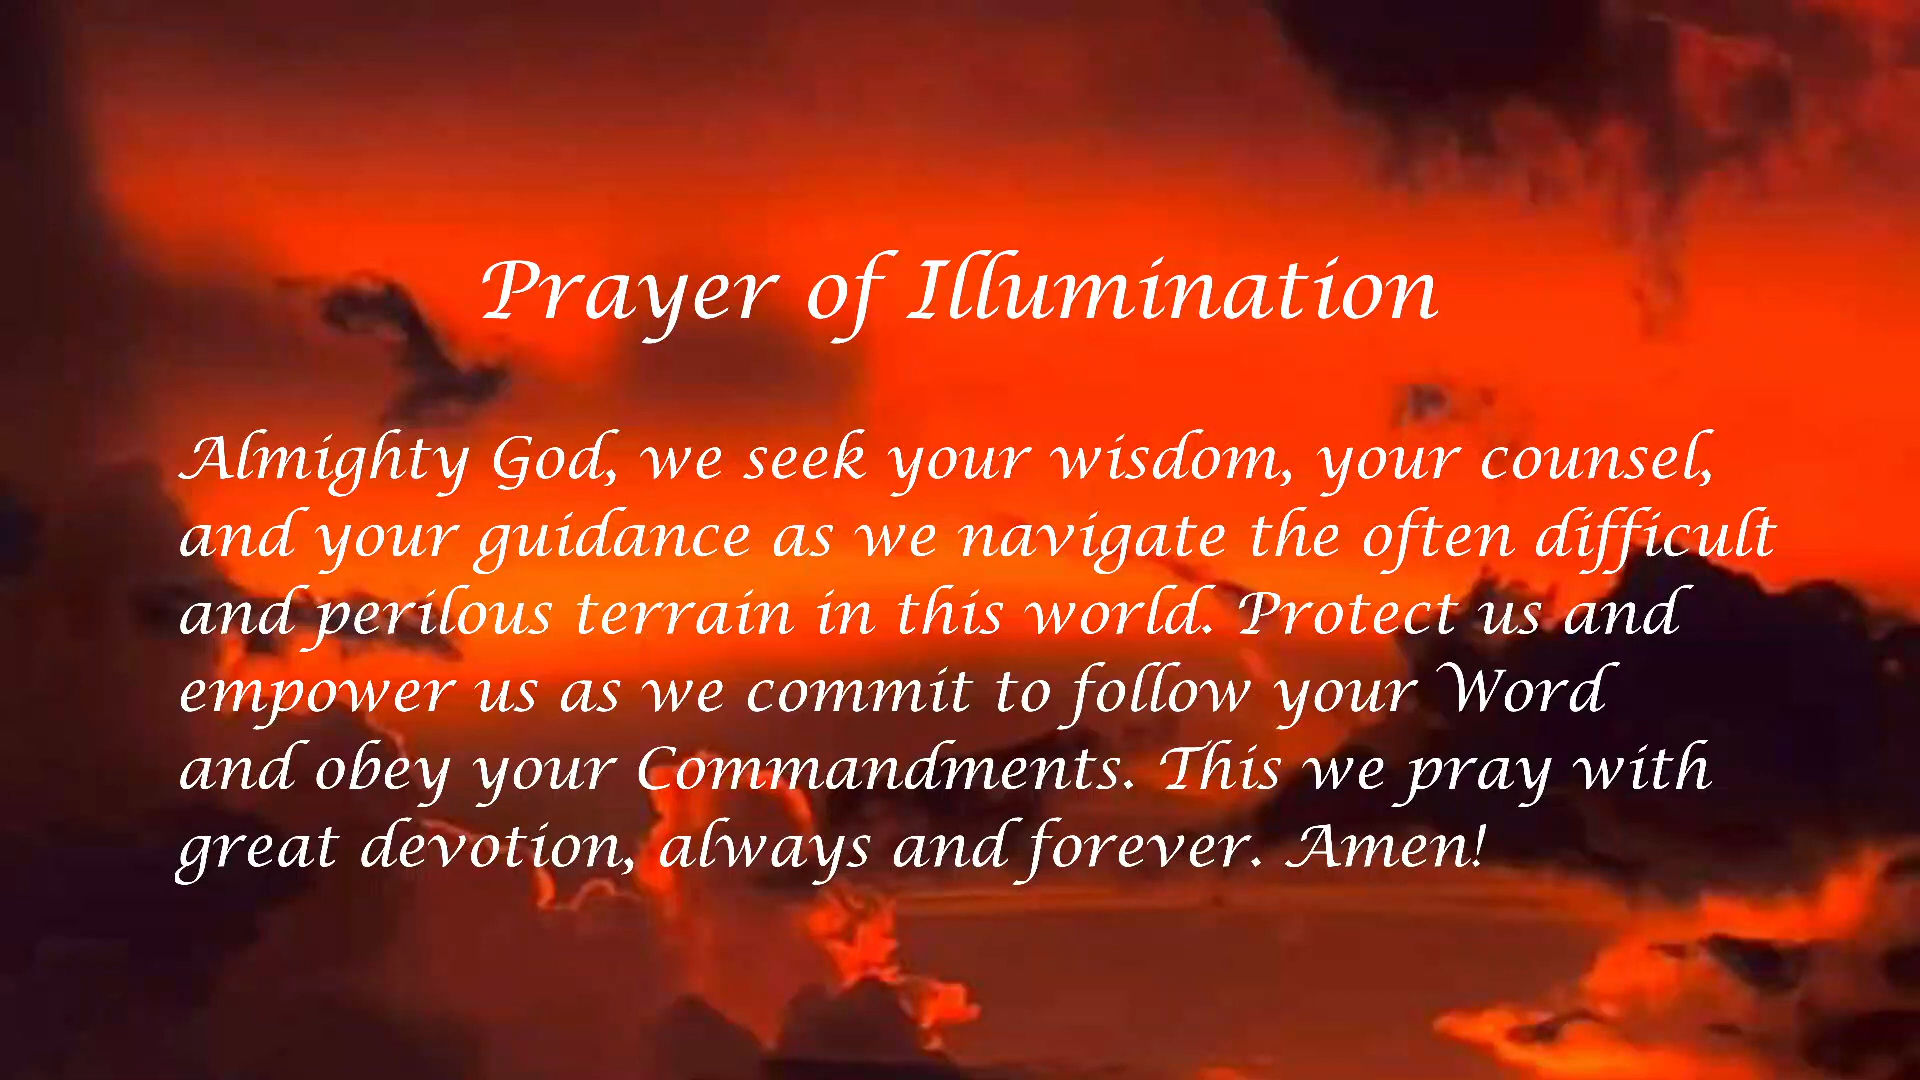 Prayer of Illumination
Almighty God, we seek your wisdom, your counsel,
and your guidance as we navigate the often difficult
and perilous terrain in this world. Protect us and
empower us as we commit to follow your Word
and obey your Commandments. This we pray with
great devotion, always and forever. Amen!